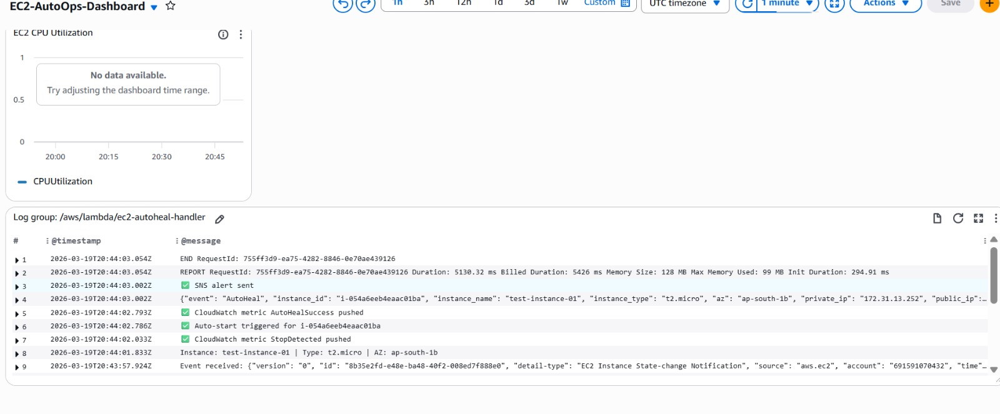 EC2-AutoOps-Dashboard
1h 3h 12h 1d 3d 1w Custom UTC timezone 1 minute Actions Save
EC2 CPU Utilization
1
No data available.
Try adjusting the dashboard time range.
0.5
0
20:00 20:15 20:30 20:45
CPUUtilization
Log group: /aws/lambda/ec2-autoheal-handler
# @timestamp @message
1 2026-03-19T20:44:03.054Z END RequestId: 755ff3d9-ea75-4282-8846-0e70ae439126
2 2026-03-19T20:44:03.054Z REPORT RequestId: 755ff3d9-ea75-4282-8846-0e70ae439126 Duration: 5130.32 ms Billed Duration: 5426 ms Memory Size: 128 MB Max Memory Used: 99 MB Init Duration: 294.91 ms
3 2026-03-19T20:44:03.002Z ✅ SNS alert sent
4 2026-03-19T20:44:03.002Z {"event": "AutoHeal", "instance_id": "i-054a6eeb4eaac01ba", "instance_name": "test-instance-01", "instance_type": "t2.micro", "az": "ap-south-1b", "private_ip": "172.31.13.252", "public_ip":…
5 2026-03-19T20:44:02.793Z ✅ CloudWatch metric AutoHealSuccess pushed
6 2026-03-19T20:44:02.786Z ✅ Auto-start triggered for i-054a6eeb4eaac01ba
7 2026-03-19T20:44:02.033Z ✅ CloudWatch metric StopDetected pushed
8 2026-03-19T20:44:01.833Z Instance: test-instance-01 | Type: t2.micro | AZ: ap-south-1b
9 2026-03-19T20:43:57.924Z Event received: {"version": "0", "id": "8b35e2fd-e48e-ba48-40f2-008ed7f888e0", "detail-type": "EC2 Instance State-change Notification", "source": "aws.ec2", "account": "691591070432", "time"…